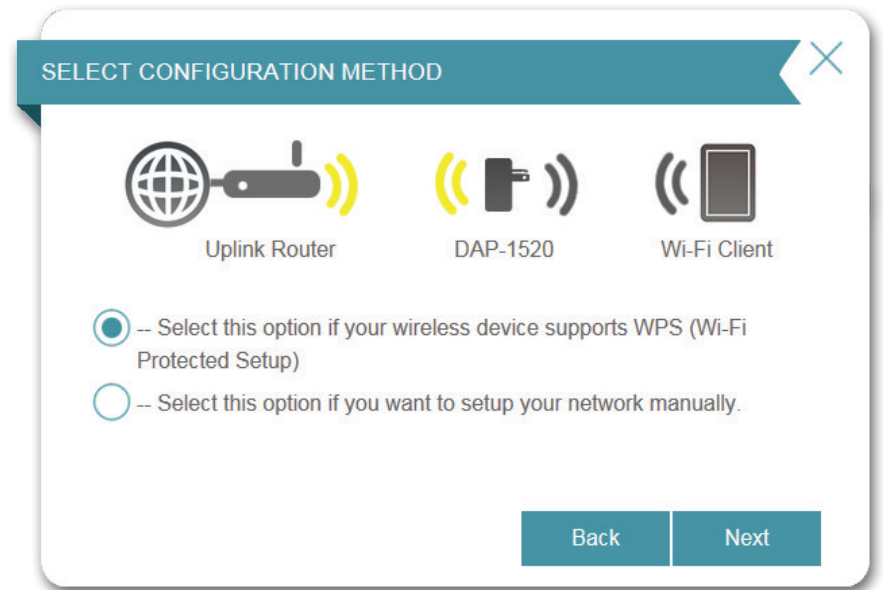 SELECT CONFIGURATION METHOD
Uplink Router
DAP-1520
Wi-Fi Client
-- Select this option if your wireless device supports WPS (Wi-Fi
Protected Setup)
-- Select this option if you want to setup your network manually.
Back
Next